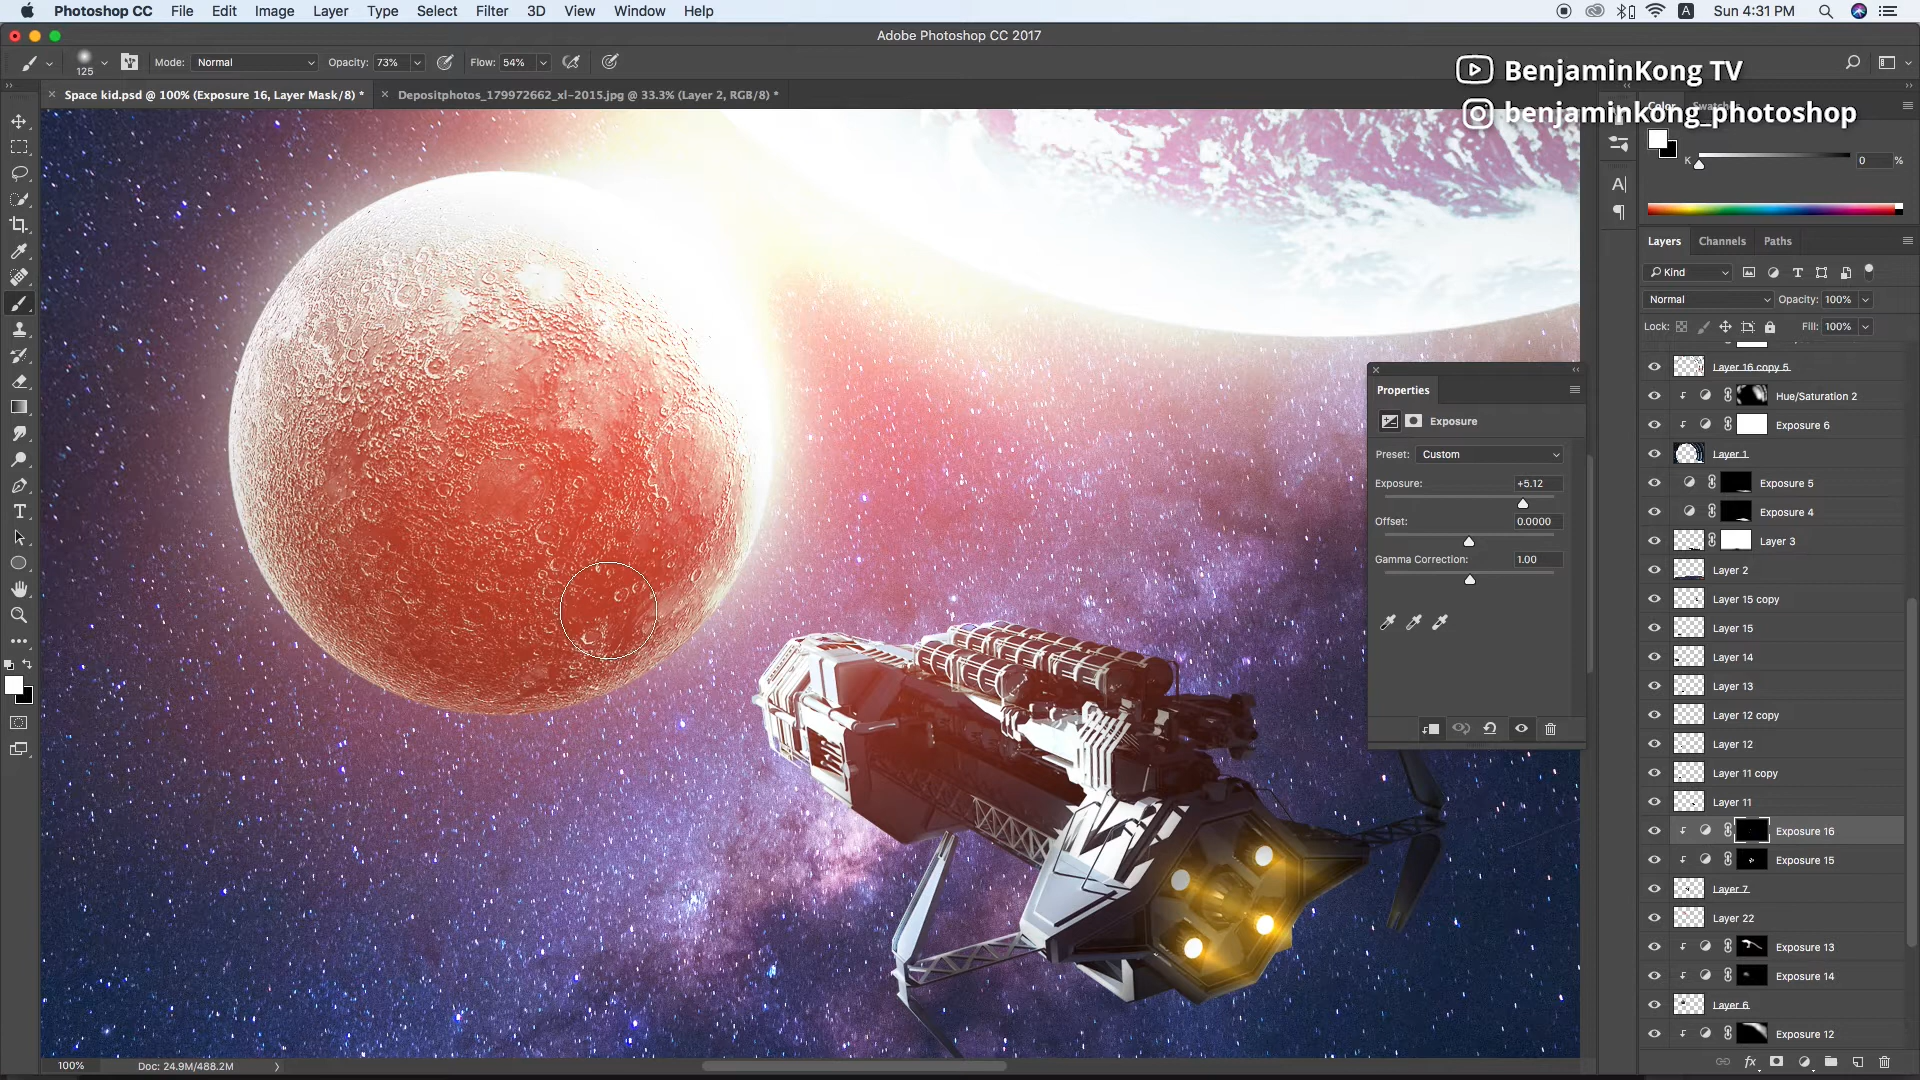 Photoshop CC File Edit Image Layer Type Select Filter 3D View Window Help A Sun 4:31 PM
Adobe Photoshop CC 2017
125 Mode: Normal Opacity: 73% Flow: 54%
BenjaminKong TV
Space kid.psd @ 100% (Exposure 16, Layer Mask/8) * Depositphotos_179972662_xl-2015.jpg @ 33.3% (Layer 2, RGB/8) *
Color Swatches
benjaminkong_photoshop
K 0 %
Layers Channels Paths
Kind
Normal Opacity: 100%
Lock: Fill: 100%
Layer 16 copy 5
Hue/Saturation 2
Exposure 6
Layer 1
Exposure 5
Exposure 4
Layer 3
Layer 2
Layer 15 copy
Layer 15
Layer 14
Layer 13
Layer 12 copy
Layer 12
Layer 11 copy
Layer 11
Exposure 16
Exposure 15
Layer 7
Layer 22
Exposure 13
Exposure 14
Layer 6
Exposure 12
Properties
Exposure
Preset: Custom
Exposure: +5.12
Offset: 0.0000
Gamma Correction: 1.00
100% Doc: 24.9M/488.2M